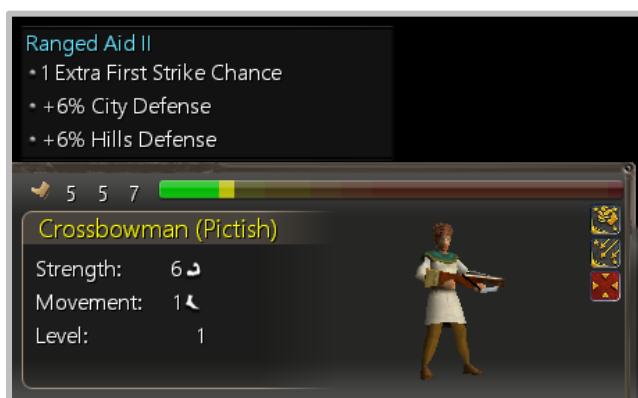 Ranged Aid II
• 1 Extra First Strike Chance
• +6% City Defense
• +6% Hills Defense
5 5 7
Crossbowman (Pictish)
Strength: 6
Movement: 1
Level: 1